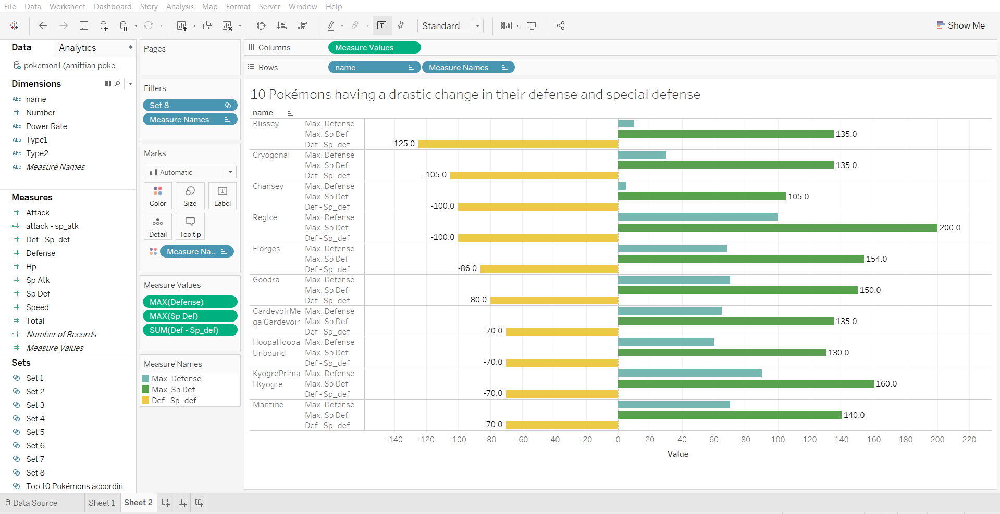 File Data Worksheet Dashboard Story Analysis Map Format Server Window Help
Standard
Show Me
Data Analytics
pokemon1 (amittian.poke...
Dimensions
Abc name
# Number
Abc Power Rate
Abc Type1
Abc Type2
Abc Measure Names
Measures
# Attack
=# attack - sp_atk
=# Def - Sp_def
# Defense
# Hp
# Sp Atk
# Sp Def
# Speed
# Total
=# Number of Records
# Measure Values
Sets
Set 1
Set 2
Set 3
Set 4
Set 5
Set 6
Set 7
Set 8
Top 10 Pokémons accordin...
Pages
Filters
Set 8
Measure Names
Marks
Automatic
Color Size Label
Detail Tooltip
Measure Na..
Measure Values
MAX(Defense)
MAX(Sp Def)
SUM(Def - Sp_def)
Measure Names
Max. Defense
Max. Sp Def
Def - Sp_def
Columns Measure Values
Rows name Measure Names
10 Pokémons having a drastic change in their defense and special defense
name
Blissey Max. Defense
Max. Sp Def 135.0
Def - Sp_def -125.0
Cryogonal Max. Defense
Max. Sp Def 135.0
Def - Sp_def -105.0
Chansey Max. Defense
Max. Sp Def 105.0
Def - Sp_def -100.0
Regice Max. Defense
Max. Sp Def 200.0
Def - Sp_def -100.0
Florges Max. Defense
Max. Sp Def 154.0
Def - Sp_def -86.0
Goodra Max. Defense
Max. Sp Def 150.0
Def - Sp_def -80.0
GardevoirMe Max. Defense
ga Gardevoir Max. Sp Def 135.0
Def - Sp_def -70.0
HoopaHoopa Max. Defense
Unbound Max. Sp Def 130.0
Def - Sp_def -70.0
KyogrePrima Max. Defense
l Kyogre Max. Sp Def 160.0
Def - Sp_def -70.0
Mantine Max. Defense
Max. Sp Def 140.0
Def - Sp_def -70.0
-140 -120 -100 -80 -60 -40 -20 0 20 40 60 80 100 120 140 160 180 200 220
Value
Data Source Sheet 1 Sheet 2